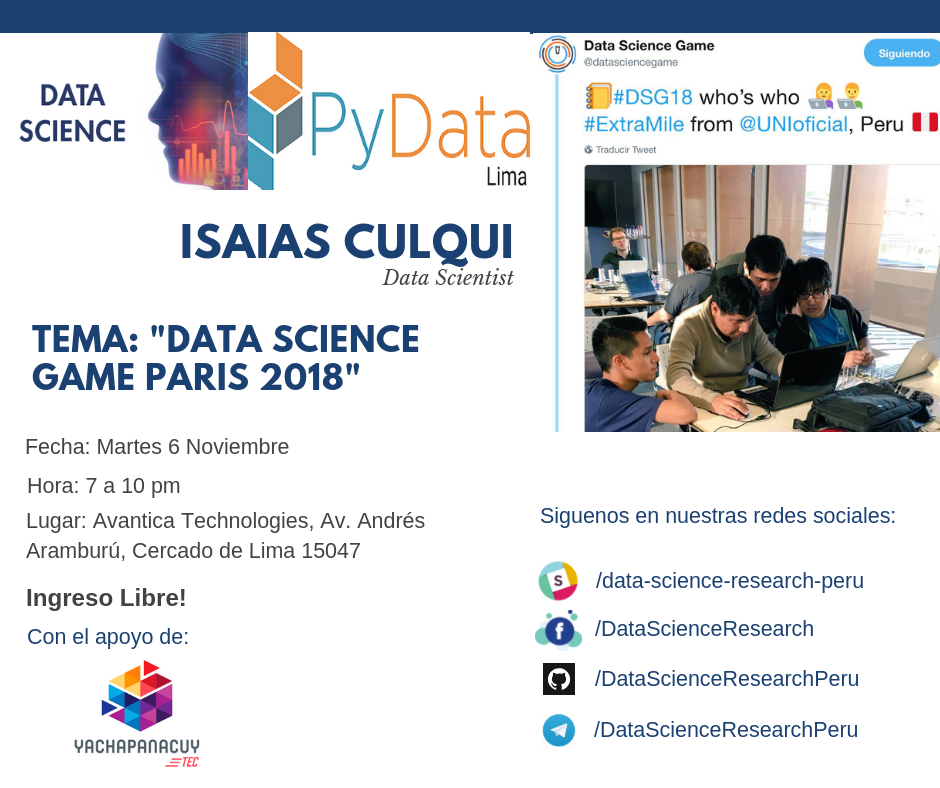 DATA
SCIENCE
PyData
Lima
ISAIAS CULQUI
Data Scientist
TEMA: "DATA SCIENCE
GAME PARIS 2018"
Fecha: Martes 6 Noviembre
Hora: 7 a 10 pm
Lugar: Avantica Technologies, Av. Andrés
Aramburú, Cercado de Lima 15047
Ingreso Libre!
Con el apoyo de:
YACHAPANACUY
TEC
Data Science Game
@datasciencegame
Siguiendo
#DSG18 who's who
#ExtraMile from @UNIoficial, Peru
Traducir Tweet
Siguenos en nuestras redes sociales:
S
/data-science-research-peru
f
/DataScienceResearch
/DataScienceResearchPeru
/DataScienceResearchPeru